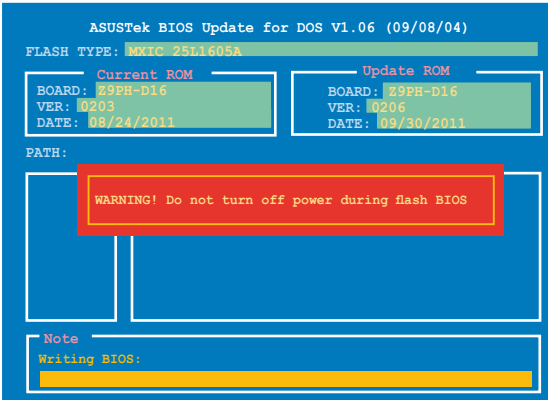 ASUSTek BIOS Update for DOS V1.06 (09/08/04)
FLASH TYPE: MXIC 25L1605A
Current ROM
BOARD: Z9PH-D16
VER: 0203
DATE: 08/24/2011
Update ROM
BOARD: Z9PH-D16
VER: 0206
DATE: 09/30/2011
PATH:
WARNING! Do not turn off power during flash BIOS
Note
Writing BIOS: